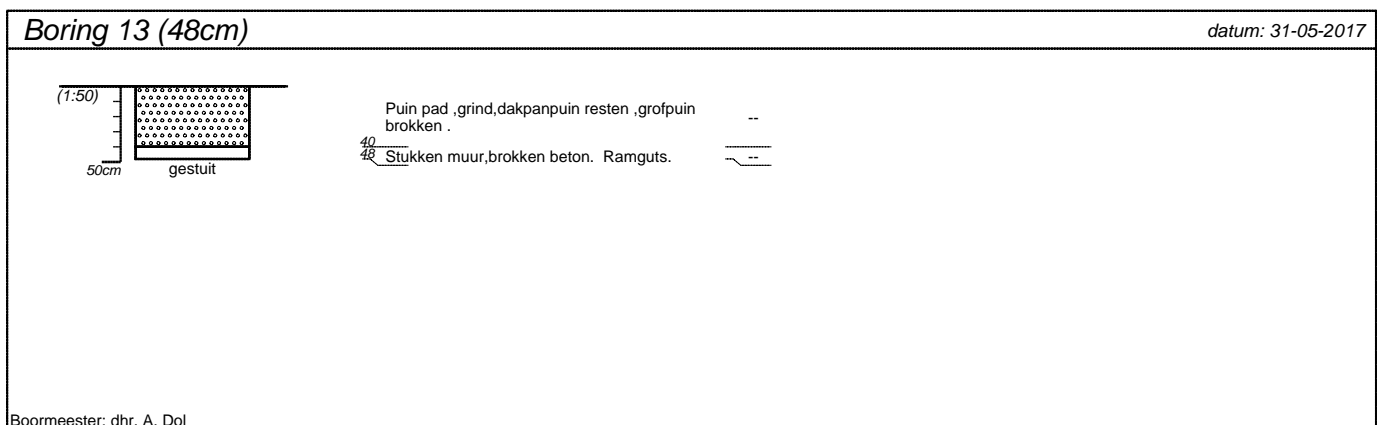 Boring 13 (48cm)
datum: 31-05-2017
(1:50)
Puin pad ,grind,dakpanpuin resten ,grofpuin
brokken .
--
40
48
Stukken muur,brokken beton.  Ramguts.
--
50cm
gestuit
Boormeester: dhr. A. Dol